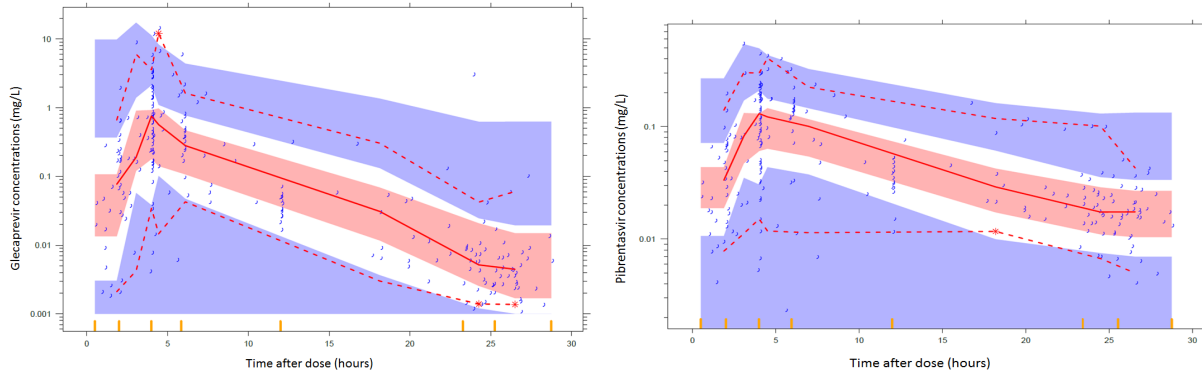 Glecaprevir concentrations (mg/L)
10
1
0.1
0.01
0.001
0 5 10 15 20 25 30
Time after dose (hours)
Pibrenttasvir concentrations (mg/L)
0.1
0.01
0 5 10 15 20 25 30
Time after dose (hours)